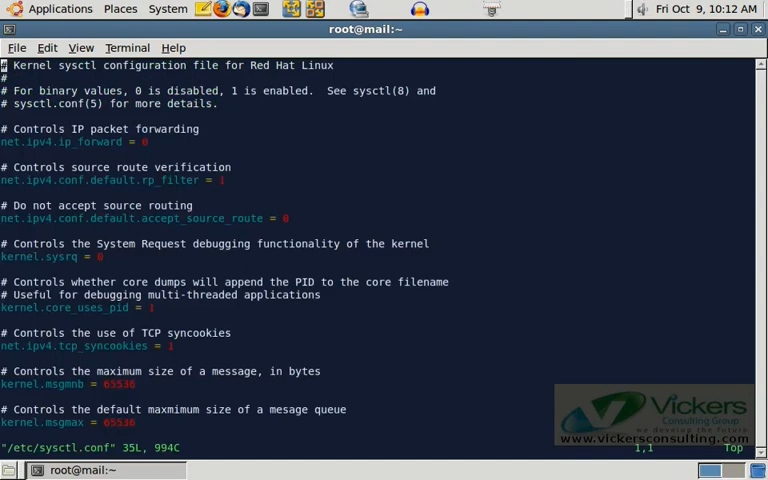 Applications Places System Fri Oct 9, 10:12 AM
root@mail:~
File Edit View Terminal Help
# Kernel sysctl configuration file for Red Hat Linux
#
# For binary values, 0 is disabled, 1 is enabled.  See sysctl(8) and
# sysctl.conf(5) for more details.
# Controls IP packet forwarding
net.ipv4.ip_forward = 0
# Controls source route verification
net.ipv4.conf.default.rp_filter = 1
# Do not accept source routing
net.ipv4.conf.default.accept_source_route = 0
# Controls the System Request debugging functionality of the kernel
kernel.sysrq = 0
# Controls whether core dumps will append the PID to the core filename
# Useful for debugging multi-threaded applications
kernel.core_uses_pid = 1
# Controls the use of TCP syncookies
net.ipv4.tcp_syncookies = 1
# Controls the maximum size of a message, in bytes
kernel.msgmnb = 65536
# Controls the default maxmimum size of a mesage queue
kernel.msgmax = 65536
Vickers
Consulting Group
we develop the future
www.vickersconsulting.com
"/etc/sysctl.conf" 35L, 994C 1,1 Top
root@mail:~